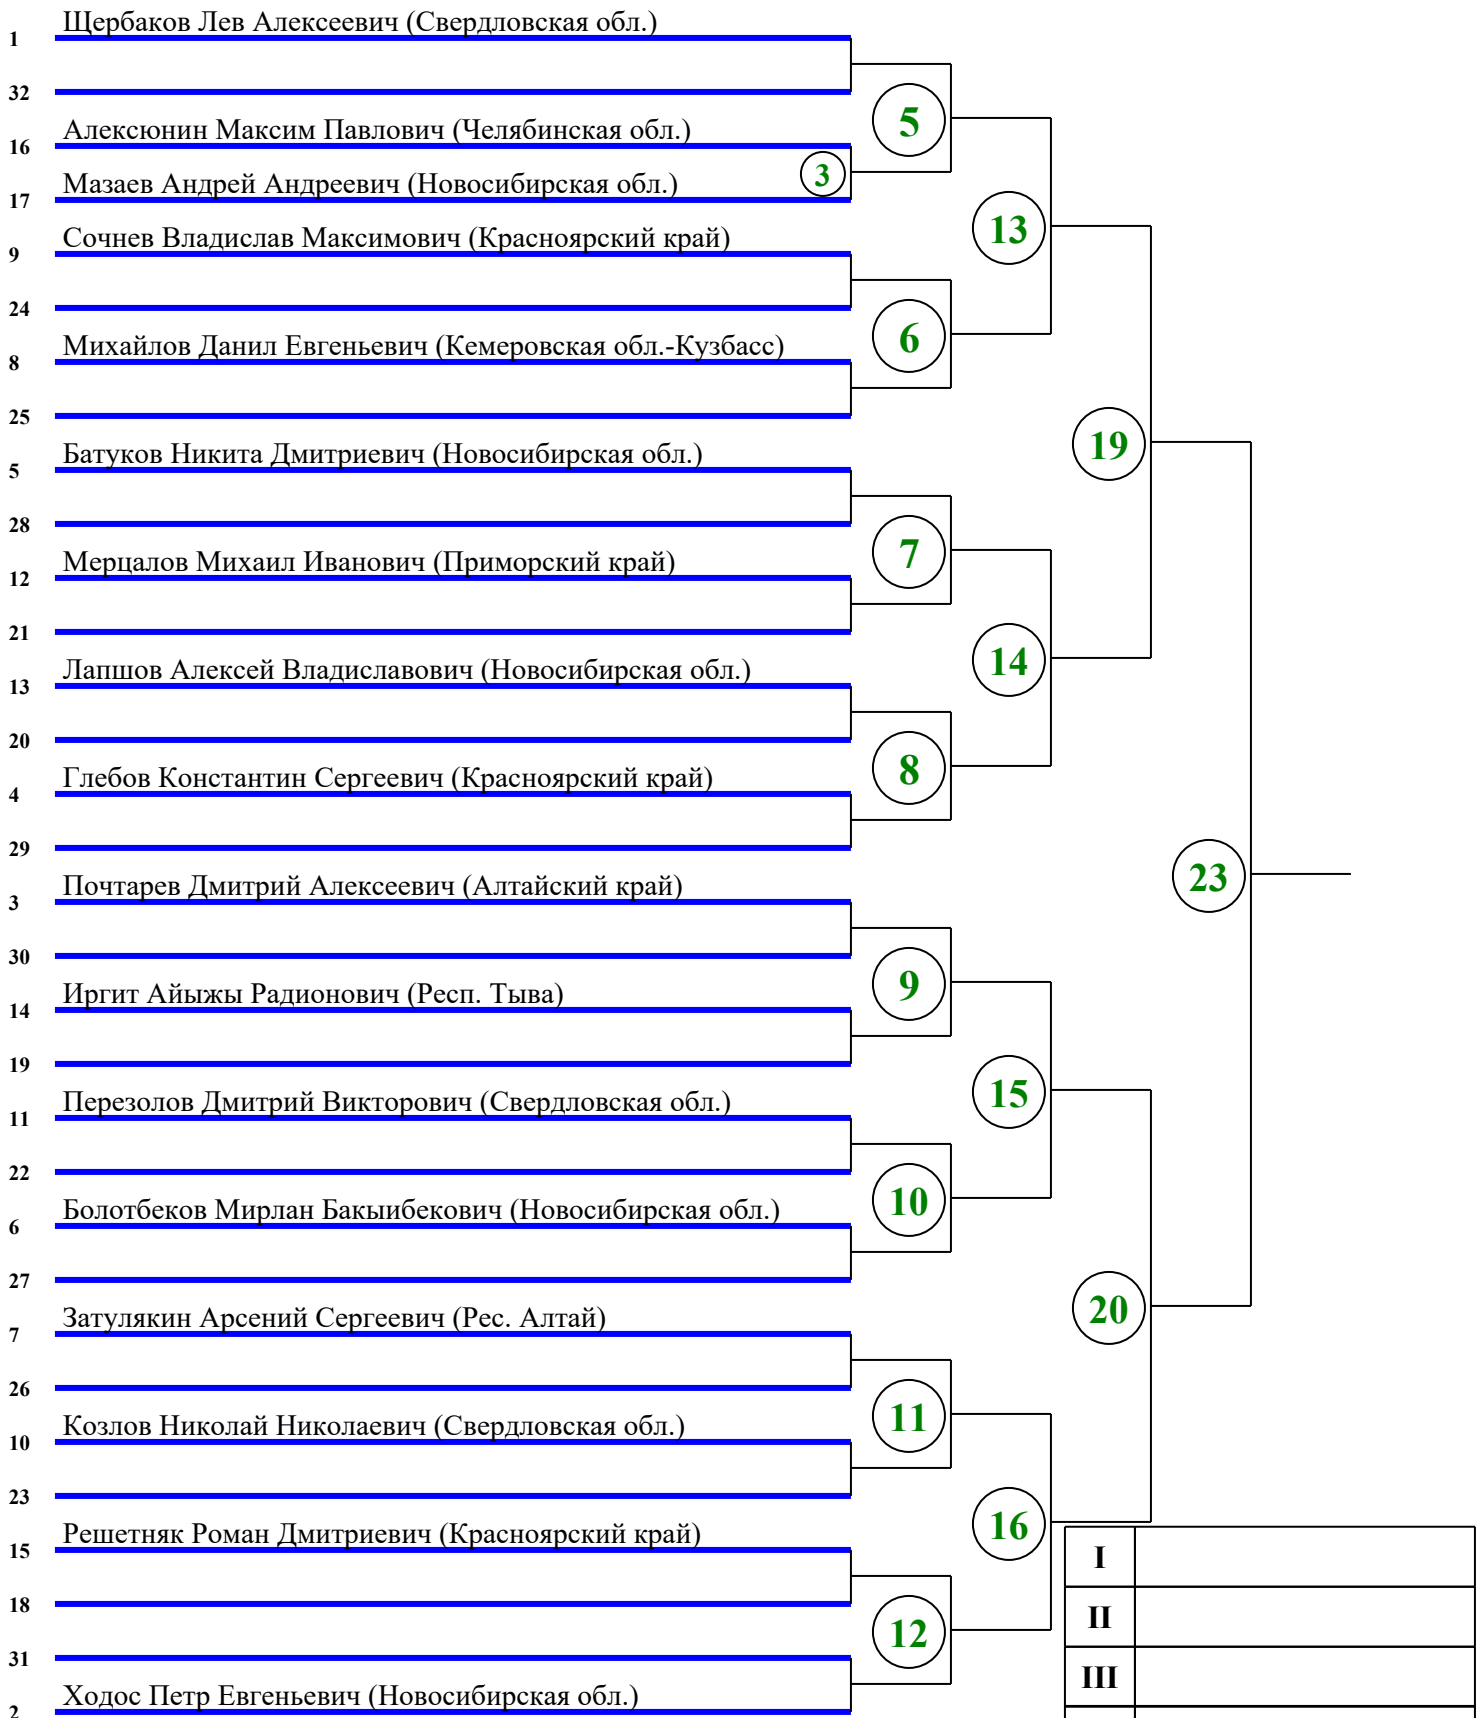 Щербаков Лев Алексеевич (Свердловская обл.)
1
32
5
Алексюнин Максим Павлович (Челябинская обл.)
16
3
Мазаев Андрей Андреевич (Новосибирская обл.)
17
13
Сочнев Владислав Максимович (Красноярский край)
9
24
6
Михайлов Данил Евгеньевич (Кемеровская обл.-Кузбасс)
8
25
19
Батуков Никита Дмитриевич (Новосибирская обл.)
5
28
7
Мерцалов Михаил Иванович (Приморский край)
12
21
14
Лапшов Алексей Владиславович (Новосибирская обл.)
13
20
8
Глебов Константин Сергеевич (Красноярский край)
4
29
23
Почтарев Дмитрий Алексеевич (Алтайский край)
3
30
9
Иргит Айыжы Радионович (Респ. Тыва)
14
19
15
Перезолов Дмитрий Викторович (Свердловская обл.)
11
22
10
Болотбеков Мирлан Бакыибекович (Новосибирская обл.)
6
27
20
Затулякин Арсений Сергеевич (Рес. Алтай)
7
26
11
Козлов Николай Николаевич (Свердловская обл.)
10
23
16
Решетняк Роман Дмитриевич (Красноярский край)
15
I
18
II
12
31
III
Ходос Петр Евгеньевич (Новосибирская обл.)
2